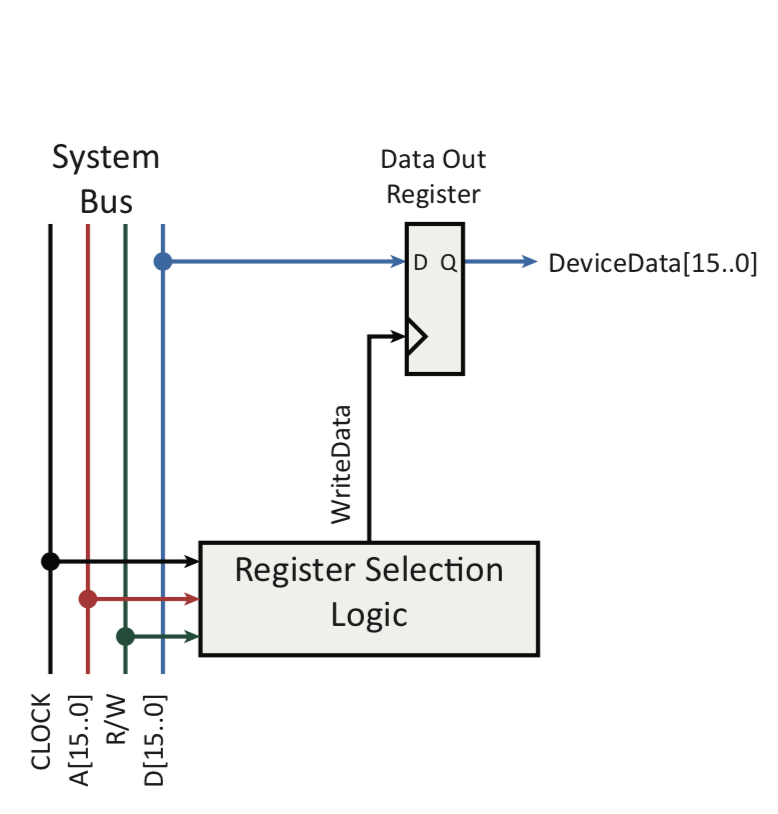 System
Bus
Data Out
Register
D Q
DeviceData[15..0]
WriteData
Register Selection
Logic
CLOCK
A[15..0]
R/W
D[15..0]